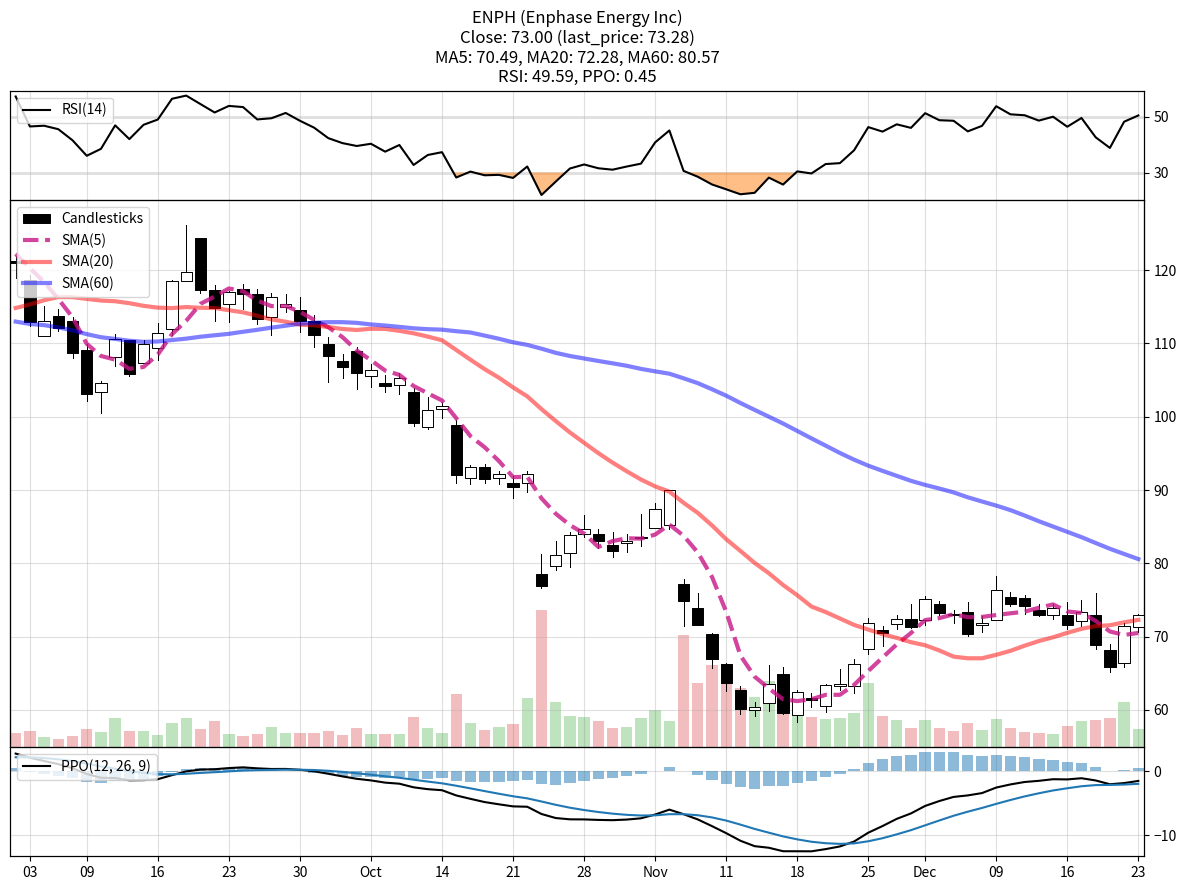 ENPH (Enphase Energy Inc)
Close: 73.00 (last_price: 73.28)
MA5: 70.49, MA20: 72.28, MA60: 80.57
RSI: 49.59, PPO: 0.45
RSI(14)
50
30
Candlesticks
SMA(5)
SMA(20)
SMA(60)
120
110
100
90
80
70
60
PPO(12, 26, 9)
0
−10
03 09 16 23 30 Oct 14 21 28 Nov 11 18 25 Dec 09 16 23